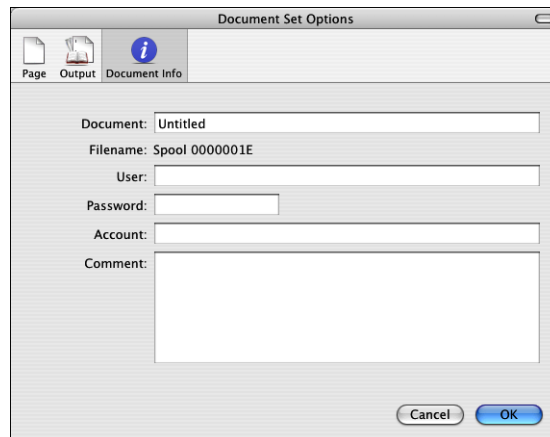 Document Set Options
Page Output Document Info
Document: Untitled
Filename: Spool 0000001E
User:
Password:
Account:
Comment:
Cancel OK